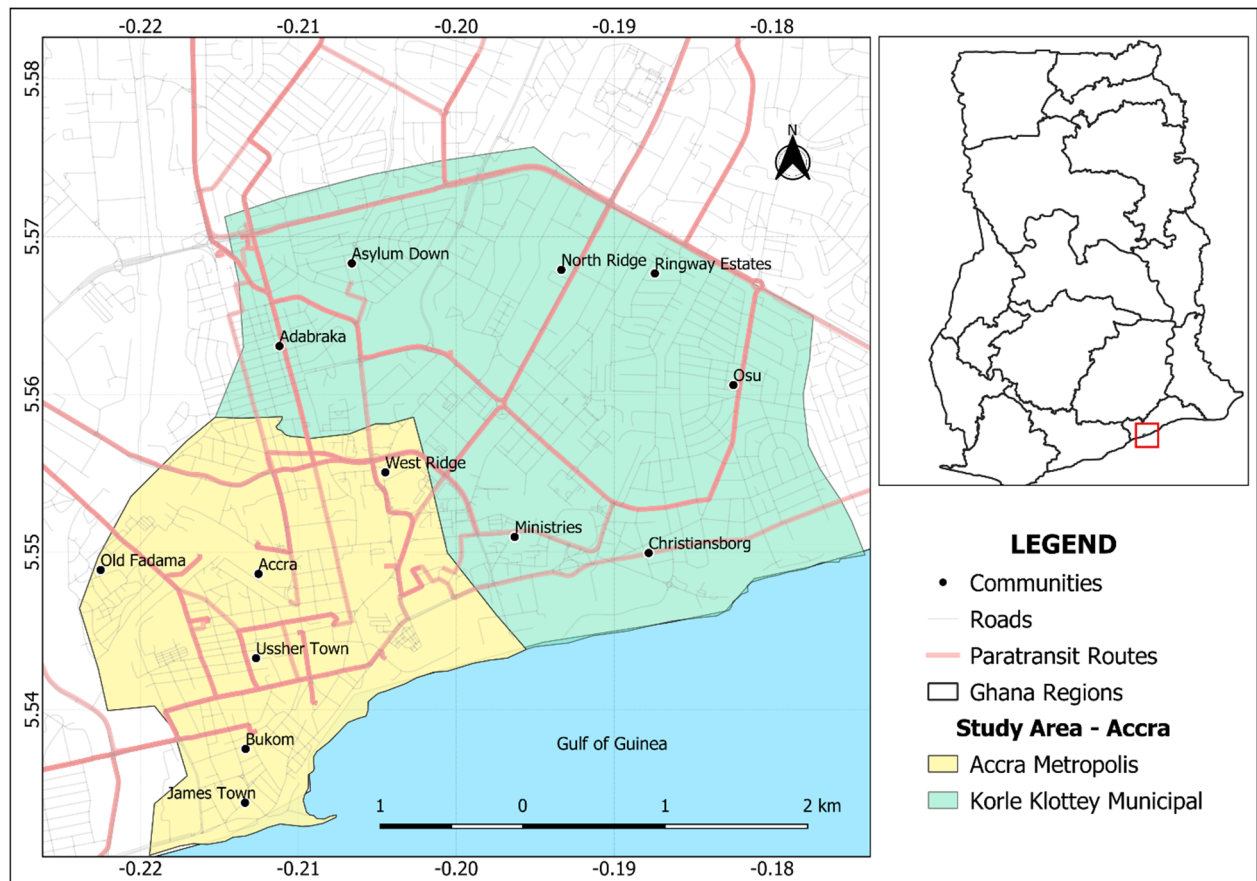 -0.22 -0.21 -0.20 -0.19 -0.18
5.58
5.57
5.56
5.55
5.54
N
Asylum Down
North Ridge
Ringway Estates
Adabraka
Osu
West Ridge
Ministries
Christiansborg
Old Fadama
Accra
Ussher Town
Bukom
James Town
Gulf of Guinea
1 0 1 2 km
-0.22 -0.21 -0.20 -0.19 -0.18
LEGEND
Communities
Roads
Paratransit Routes
Ghana Regions
Study Area - Accra
Accra Metropolis
Korle Klottey Municipal